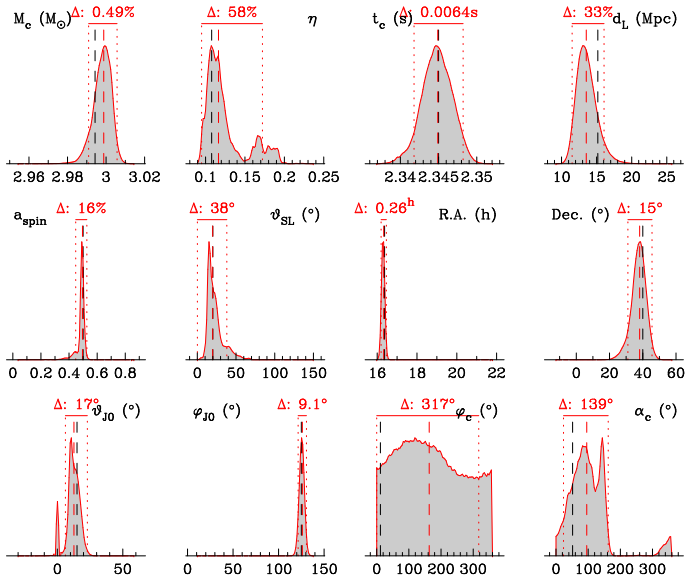 Δ: 0.49% Δ: 58% Δ: 0.0064s Δ: 33%
M_c (M_⊙) η t_c (s) d_L (Mpc)
2.96 2.98 3 3.02 0.1 0.15 0.2 0.25 2.34 2.345 2.35 10 15 20 25
Δ: 16% Δ: 38° Δ: 0.26^h Δ: 15°
a_spin ϑ_SL (°) R.A. (h) Dec. (°)
0 0.2 0.4 0.6 0.8 0 50 100 150 16 18 20 22 0 20 40 60
Δ: 17° Δ: 9.1° Δ: 317° Δ: 139°
ϑ_J0 (°) φ_J0 (°) φ_c (°) α_c (°)
0 50 0 50 100 150 0 100 200 300 0 100 200 300